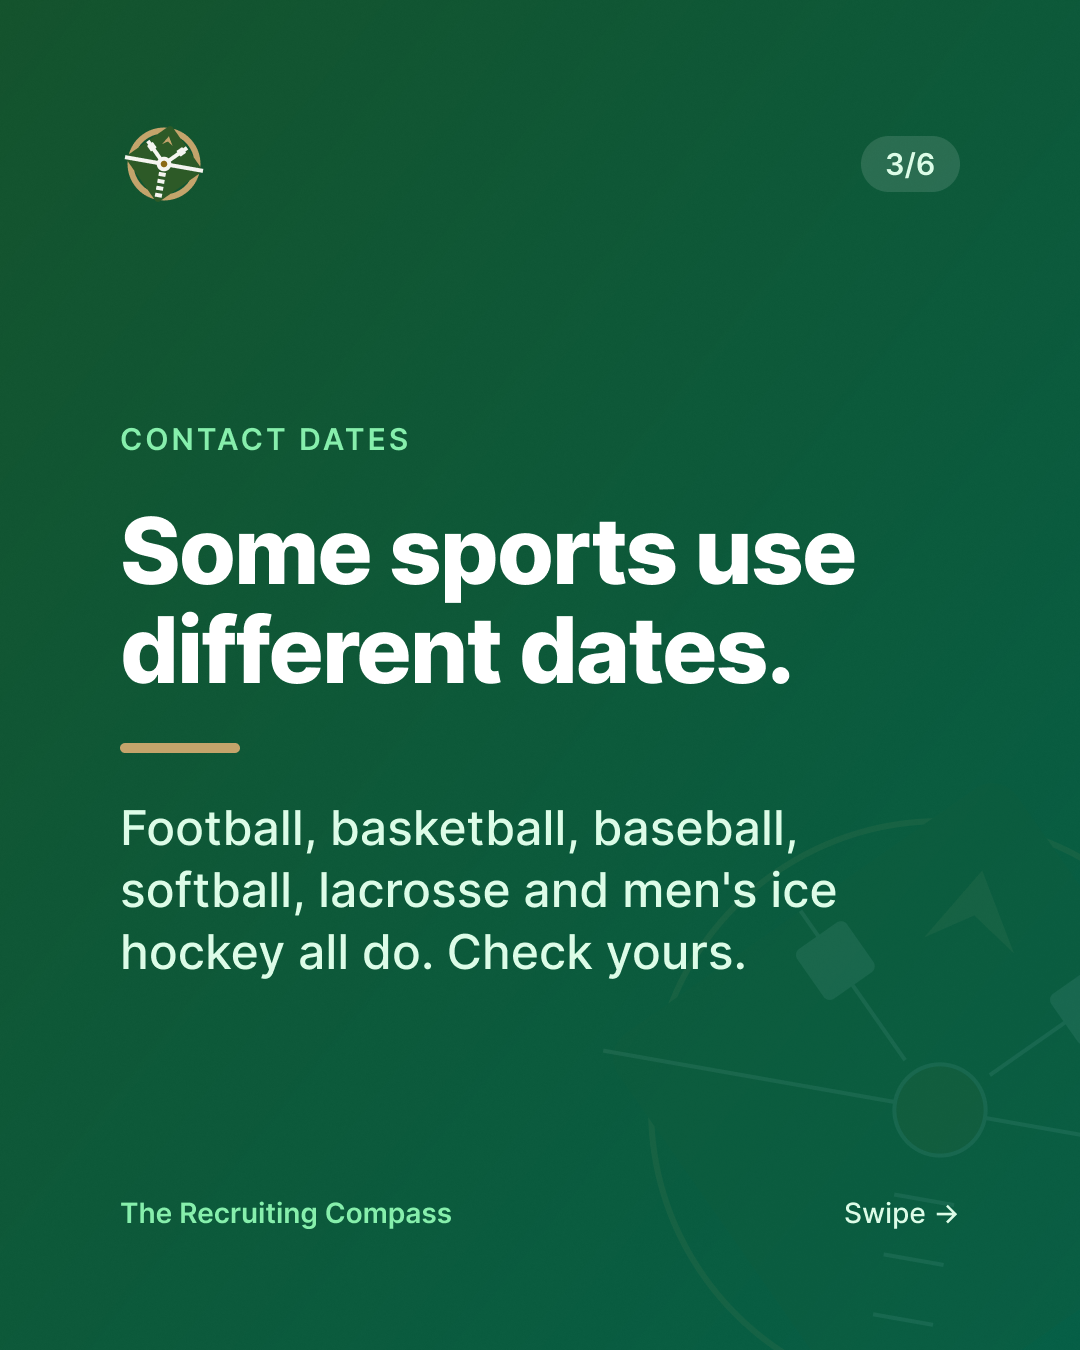 3/6
CONTACT DATES
Some sports use
different dates.
Football, basketball, baseball,
softball, lacrosse and men's ice
hockey all do. Check yours.
The Recruiting Compass
Swipe →